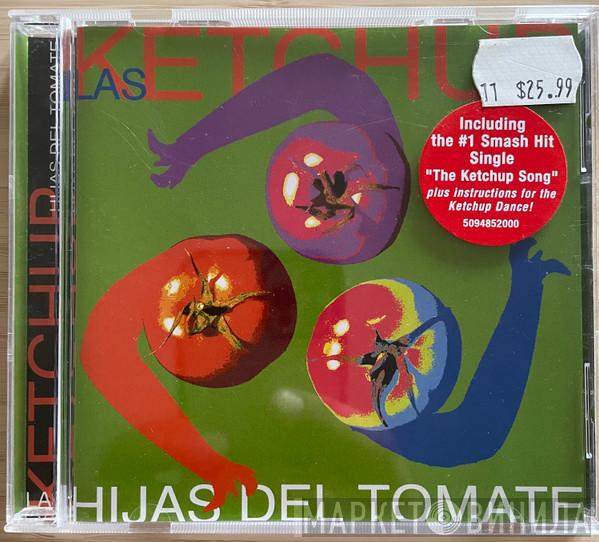 KETCHUP
LAS
11 $25.99
Including
the #1 Smash Hit
Single
"The Ketchup Song"
plus instructions for the
Ketchup Dance!
5094852000
HIJAS DEL TOMATE
LAS KETCHUP
HIJAS DEL TOMATE
МАРКЕТ ВИНИЛА